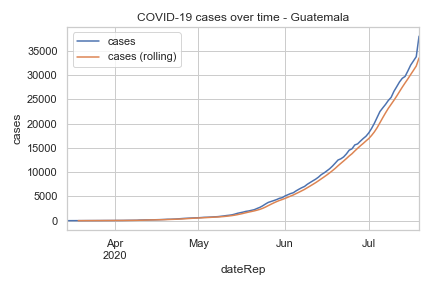 COVID-19 cases over time - Guatemala
cases
cases (rolling)
35000
30000
25000
20000
15000
10000
5000
0
cases
Apr
2020
May
Jun
Jul
dateRep